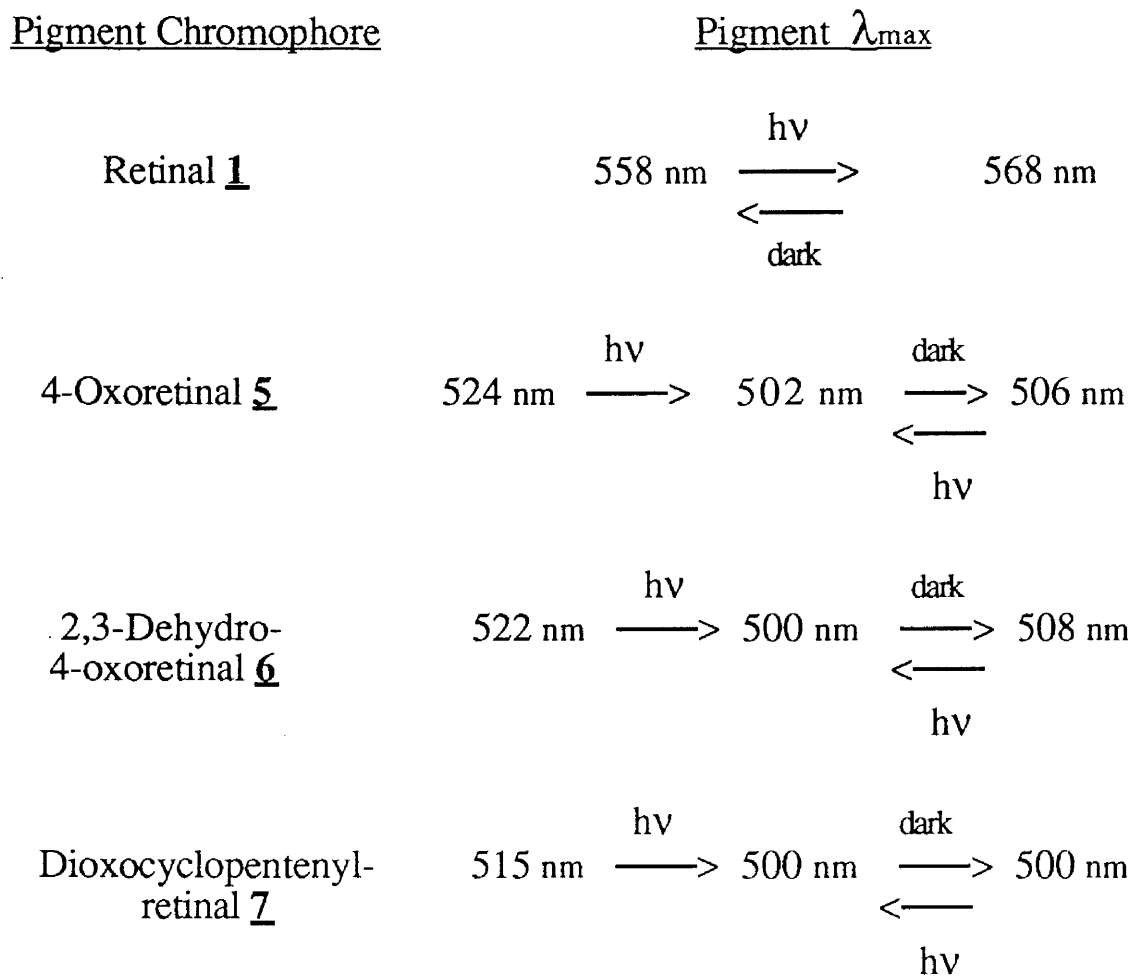 Pigment Chromophore Pigment λmax
hν
Retinal 1 558 nm ⟶ 568 nm
⟵
dark
hν dark
4-Oxoretinal 5 524 nm ⟶ 502 nm ⟶ 506 nm
⟵
hν
hν dark
2,3-Dehydro- 522 nm ⟶ 500 nm ⟶ 508 nm
4-oxoretinal 6 ⟵
hν
hν dark
Dioxocyclopentenyl- 515 nm ⟶ 500 nm ⟶ 500 nm
retinal 7 ⟵
hν